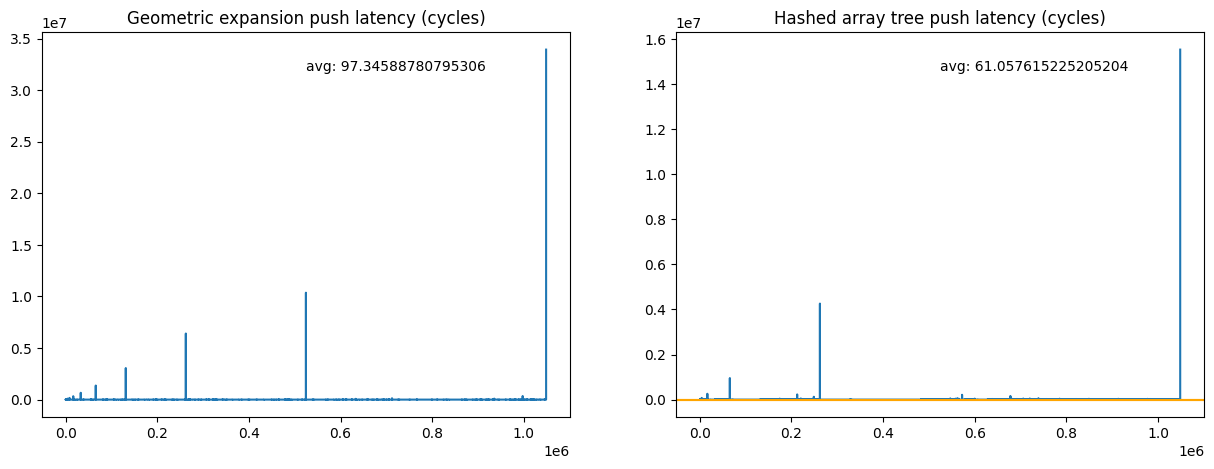 Geometric expansion push latency (cycles)
1e7
3.5
3.0
2.5
2.0
1.5
1.0
0.5
0.0
avg: 97.34588780795306
0.0 0.2 0.4 0.6 0.8 1.0
1e6
Hashed array tree push latency (cycles)
1e7
1.6
1.4
1.2
1.0
0.8
0.6
0.4
0.2
0.0
avg: 61.057615225205204
0.0 0.2 0.4 0.6 0.8 1.0
1e6